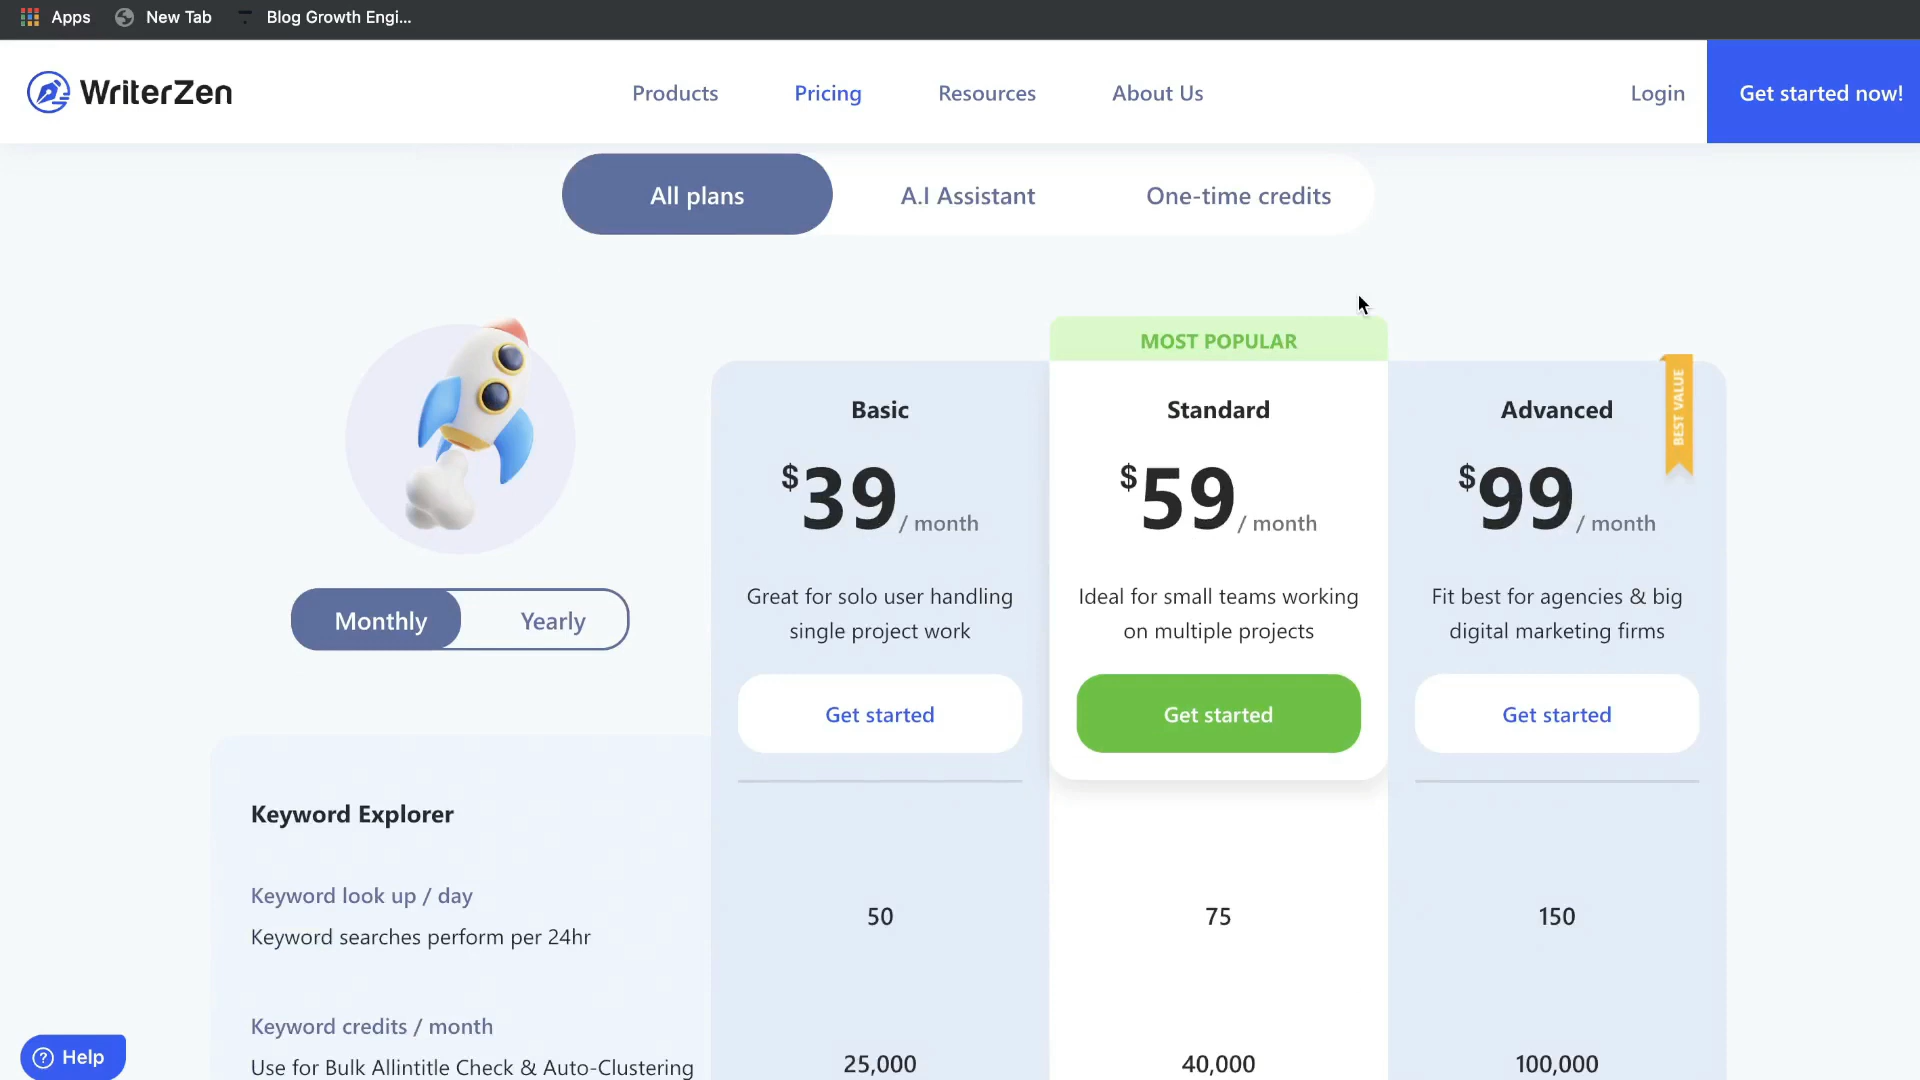 Apps
New Tab
Blog Growth Engi...
WriterZen
Products
Pricing
Resources
About Us
Login
Get started now!
All plans
A.I Assistant
One-time credits
MOST POPULAR
Basic
Standard
Advanced
BEST VALUE
$39 / month
$59 / month
$99 / month
Great for solo user handling
single project work
Ideal for small teams working
on multiple projects
Fit best for agencies & big
digital marketing firms
Monthly
Yearly
Get started
Get started
Get started
Keyword Explorer
Keyword look up / day
Keyword searches perform per 24hr
50
75
150
Keyword credits / month
Use for Bulk Allintitle Check & Auto-Clustering
25,000
40,000
100,000
? Help